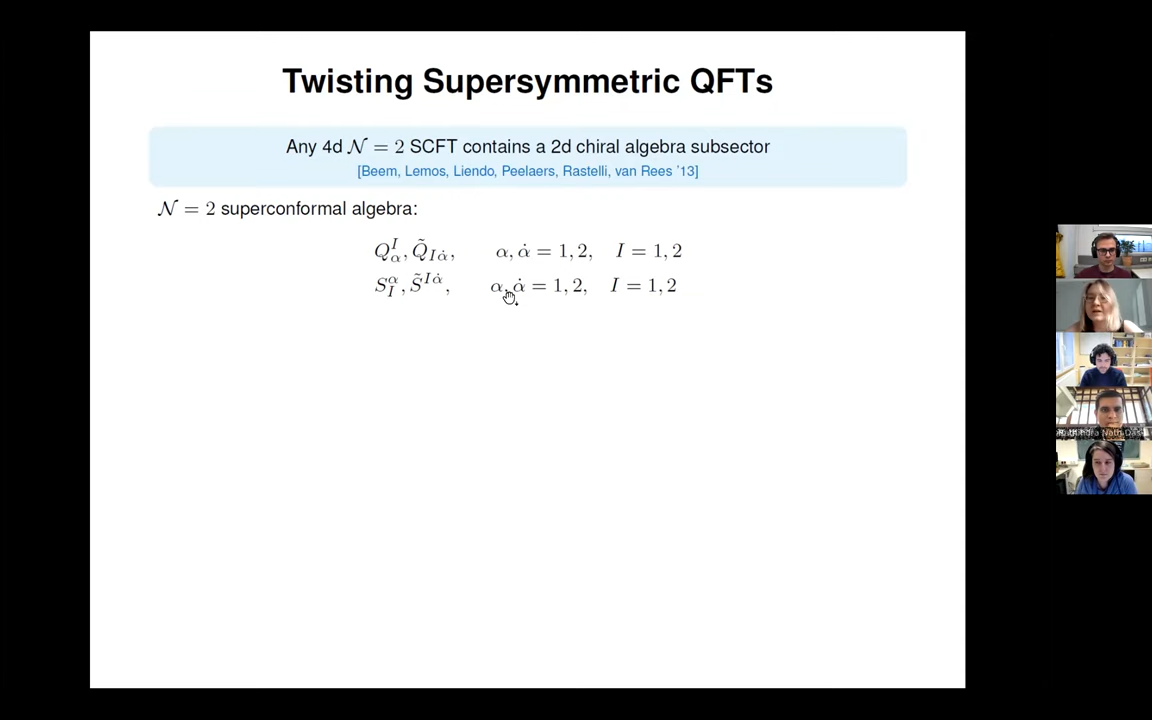 Twisting Supersymmetric QFTs
Any 4d 𝒩 = 2 SCFT contains a 2d chiral algebra subsector
[Beem, Lemos, Liendo, Peelaers, Rastelli, van Rees '13]
𝒩 = 2 superconformal algebra:
Q^I_α, Q̃_{Iα̇}, α, α̇ = 1, 2, I = 1, 2
S^α_I, S̃^{Iα̇}, α, α̇ = 1, 2, I = 1, 2